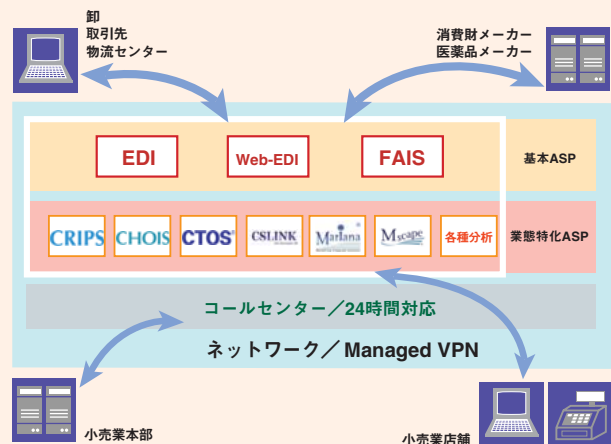 卸
取引先
物流センター
消費財メーカー
医薬品メーカー
EDI
Web-EDI
FAIS
基本ASP
CRIPS
CHOIS
CTOS
CSLINK
Mariana
Mscape
各種分析
業態特化ASP
コールセンター／24時間対応
ネットワーク／Managed VPN
小売業本部
小売業店舗